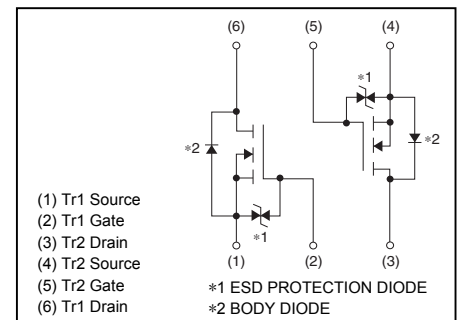 (6) (5) (4)
∗1
∗2 ∗2
(1) Tr1 Source
(2) Tr1 Gate
(3) Tr2 Drain
(4) Tr2 Source
(5) Tr2 Gate
(6) Tr1 Drain
∗1
(1) (2) (3)
∗1 ESD PROTECTION DIODE
∗2 BODY DIODE